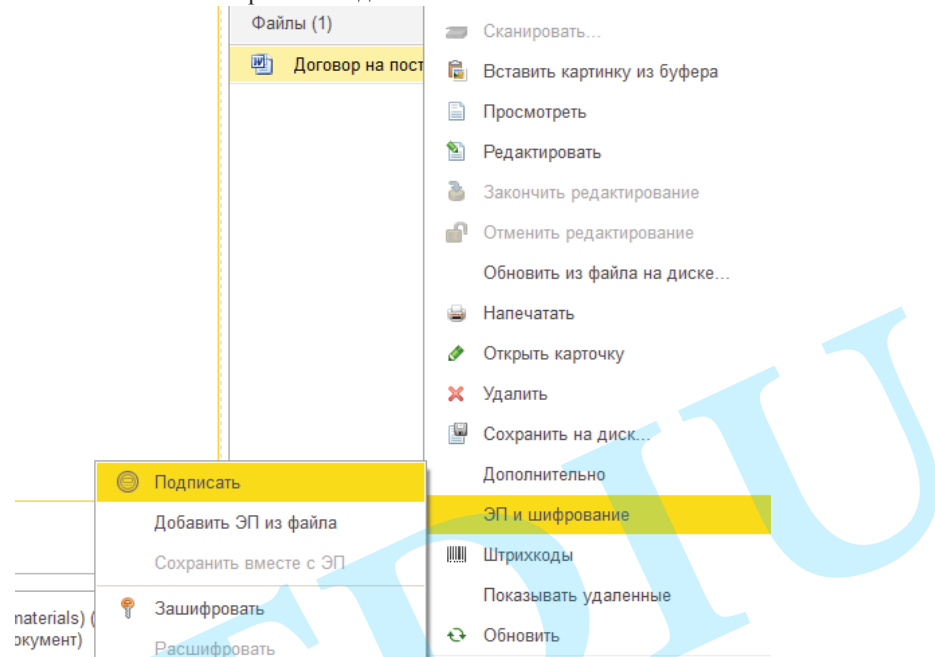 Файлы (1)
Договор на пост
Сканировать...
Вставить картинку из буфера
Просмотреть
Редактировать
Закончить редактирование
Отменить редактирование
Обновить из файла на диске...
Напечатать
Открыть карточку
Удалить
Сохранить на диск...
Дополнительно
ЭП и шифрование
Штрихкоды
Показывать удаленные
Обновить
Подписать
Добавить ЭП из файла
Сохранить вместе с ЭП
Зашифровать
Расшифровать
materials) (
окумент)